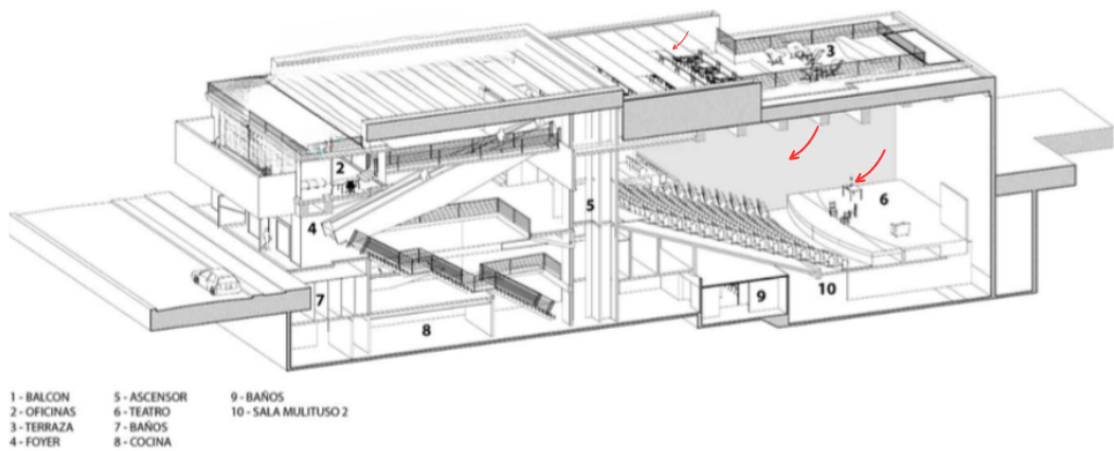 3
2
4
5
6
7
8
9
10
1 - BALCON
2 - OFICINAS
3 - TERRAZA
4 - FOYER
5 - ASCENSOR
6 - TEATRO
7 - BAÑOS
8 - COCINA
9 - BAÑOS
10 - SALA MULITUSO 2